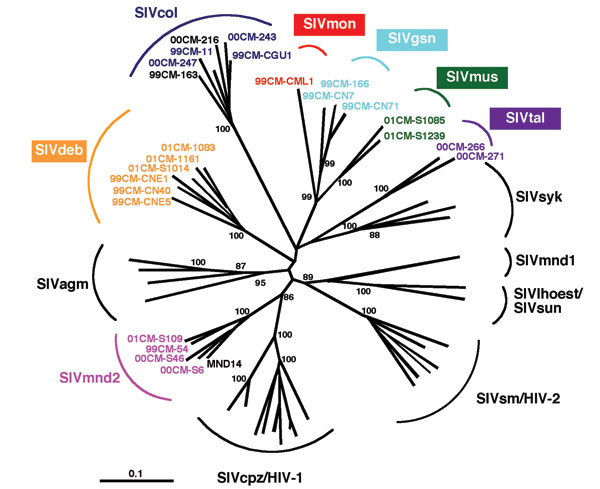 SIVcol
SIVmon
SIVgsn
SIVmus
SIVtal
00CM-216
00CM-243
99CM-11
99CM-CGU1
00CM-247
99CM-163
99CM-CML1
99CM-166
99CM-CN7
99CM-CN71
01CM-S1085
01CM-S1239
00CM-266
00CM-271
SIVdeb
01CM-1083
01CM-1161
01CM-S1014
99CM-CNE1
99CM-CN40
99CM-CNE5
100
99
99
100
100
100
88
100
SIVsyk
SIVmnd1
SIVlhoest/
SIVsun
SIVagm
100
87
95
89
100
86
100
100
SIVmnd2
01CM-S109
99CM-54
00CM-S46
00CM-S6
MND14
100
100
100
SIVsm/HIV-2
SIVcpz/HIV-1
0.1